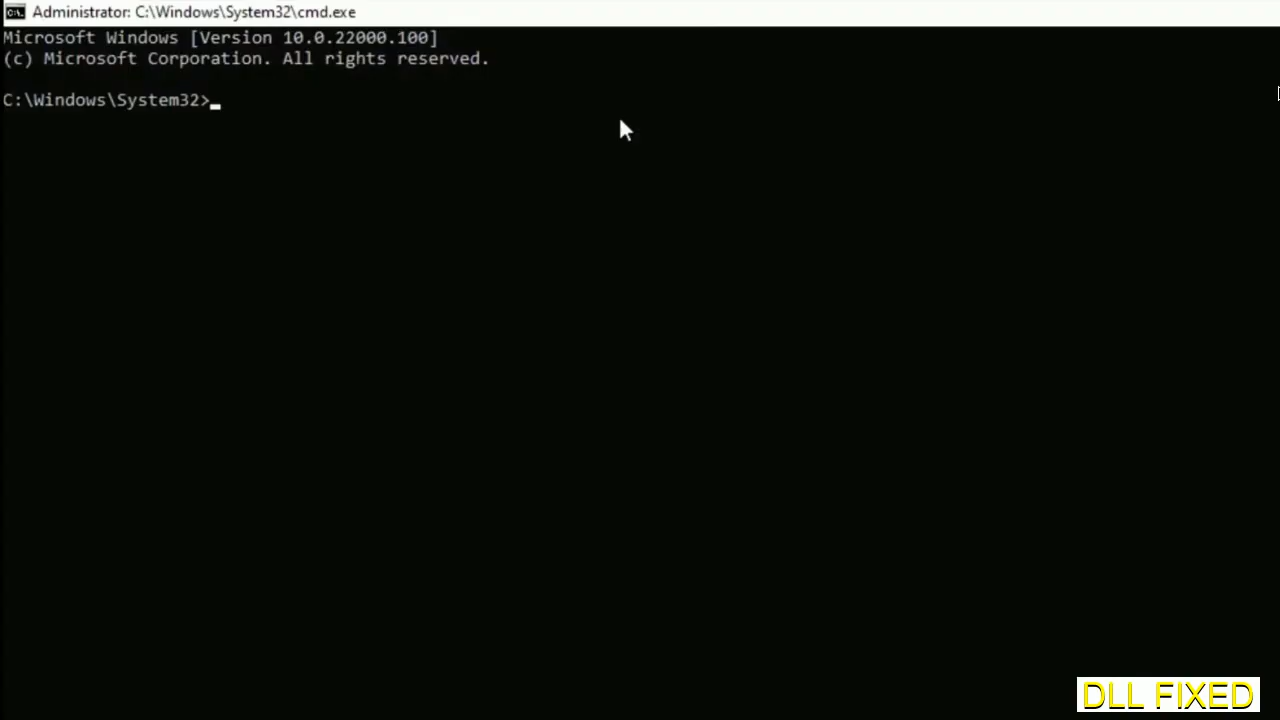 Administrator: C:\Windows\System32\cmd.exe
Microsoft Windows [Version 10.0.22000.100]
(c) Microsoft Corporation. All rights reserved.
C:\Windows\System32>
DLL FIXED